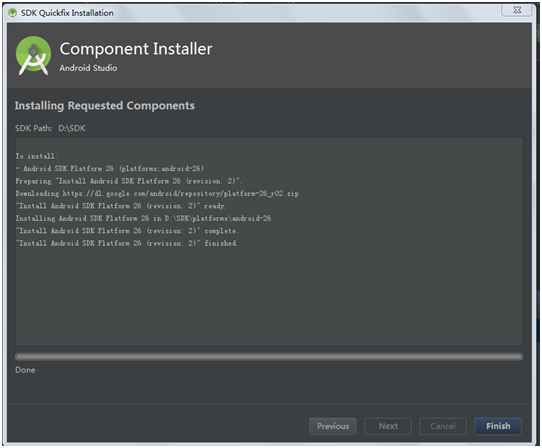 SDK Quickfix Installation
Component Installer
Android Studio
Installing Requested Components
SDK Path: D:\SDK
To install:
- Android SDK Platform 26 (platforms;android-26)
Preparing "Install Android SDK Platform 26 (revision: 2)".
Downloading https://dl.google.com/android/repository/platform-26_r02.zip
"Install Android SDK Platform 26 (revision: 2)" ready.
Installing Android SDK Platform 26 in D:\SDK\platforms\android-26
"Install Android SDK Platform 26 (revision: 2)" complete.
"Install Android SDK Platform 26 (revision: 2)" finished.
Done
Previous Next Cancel Finish